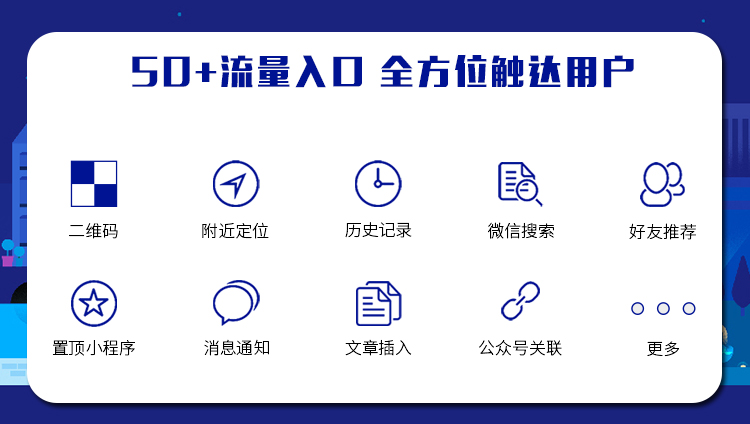 50+流量入口 全方位触达用户
二维码
附近定位
历史记录
微信搜索
好友推荐
置顶小程序
消息通知
文章插入
公众号关联
更多